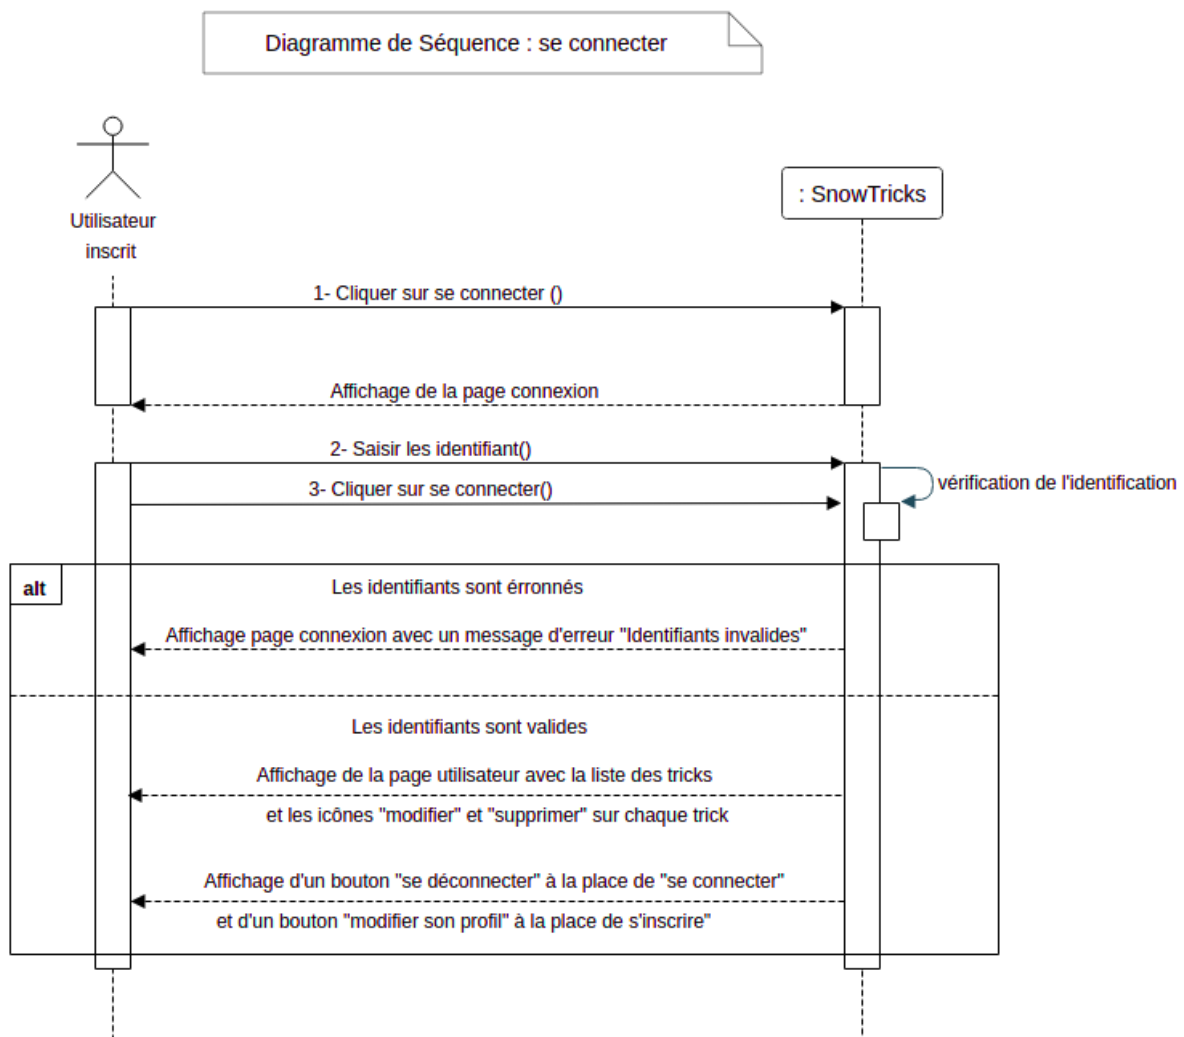 Diagramme de Séquence : se connecter
Utilisateur
inscrit
: SnowTricks
1- Cliquer sur se connecter ()
Affichage de la page connexion
2- Saisir les identifiant()
3- Cliquer sur se connecter()
vérification de l'identification
alt
Les identifiants sont érronnés
Affichage page connexion avec un message d'erreur "Identifiants invalides"
Les identifiants sont valides
Affichage de la page utilisateur avec la liste des tricks
et les icônes "modifier" et "supprimer" sur chaque trick
Affichage d'un bouton "se déconnecter" à la place de "se connecter"
et d'un bouton "modifier son profil" à la place de s'inscrire"